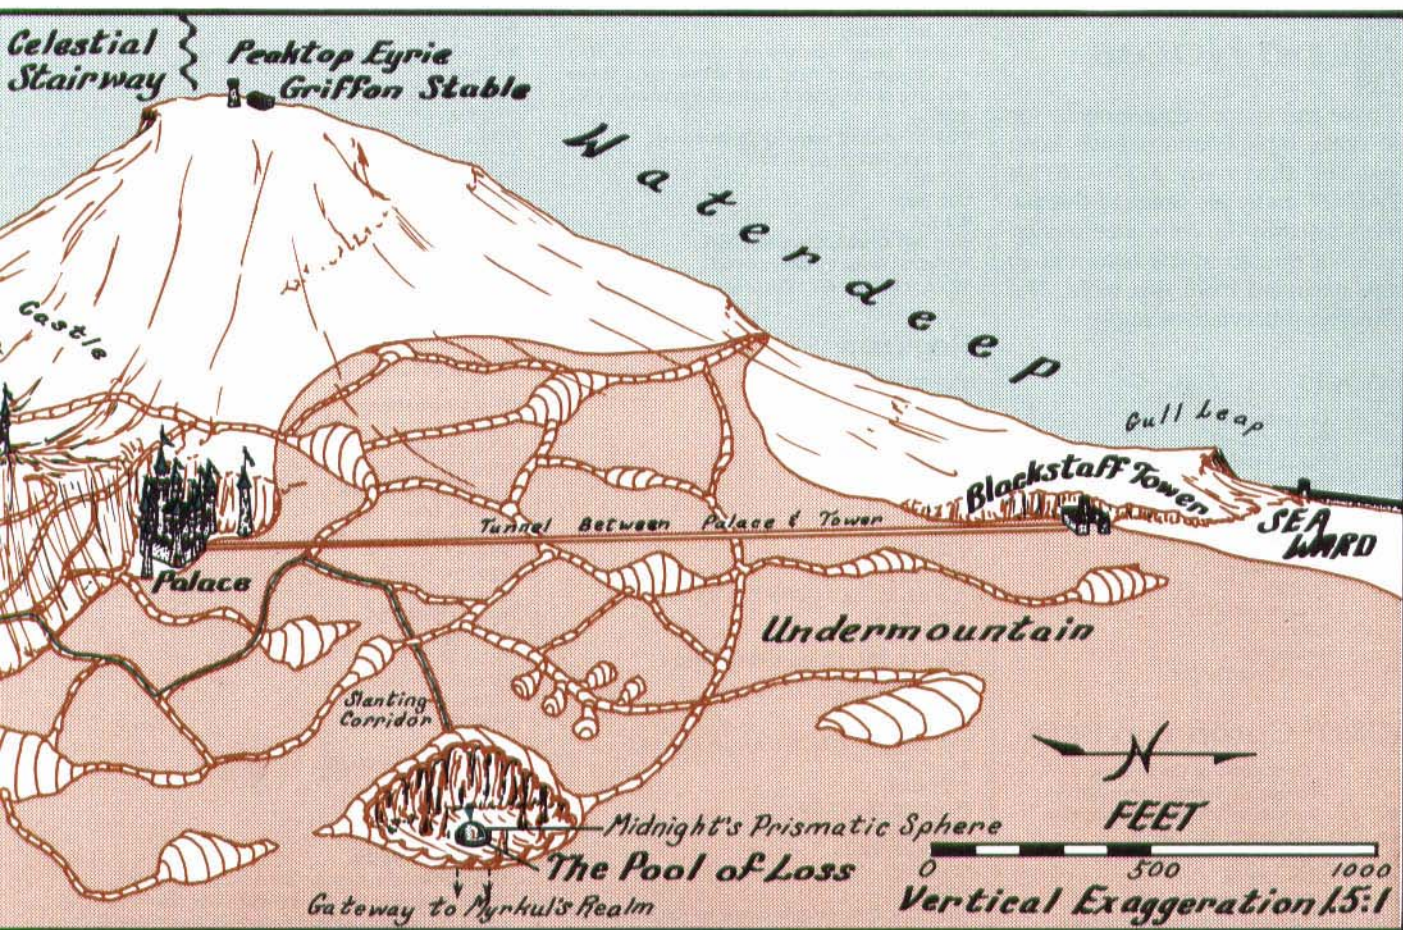 Celestial
Stairway
Peaktop Eyrie
Griffon Stable
Waterdeep
Castle
Gull Leap
Blackstaff Tower
SEA
WARD
Tunnel Between Palace & Tower
Palace
Undermountain
Slanting
Corridor
N
FEET
Midnight's Prismatic Sphere
The Pool of Loss
0 500 1000
Gateway to Myrkul's Realm
Vertical Exaggeration 1.5:1